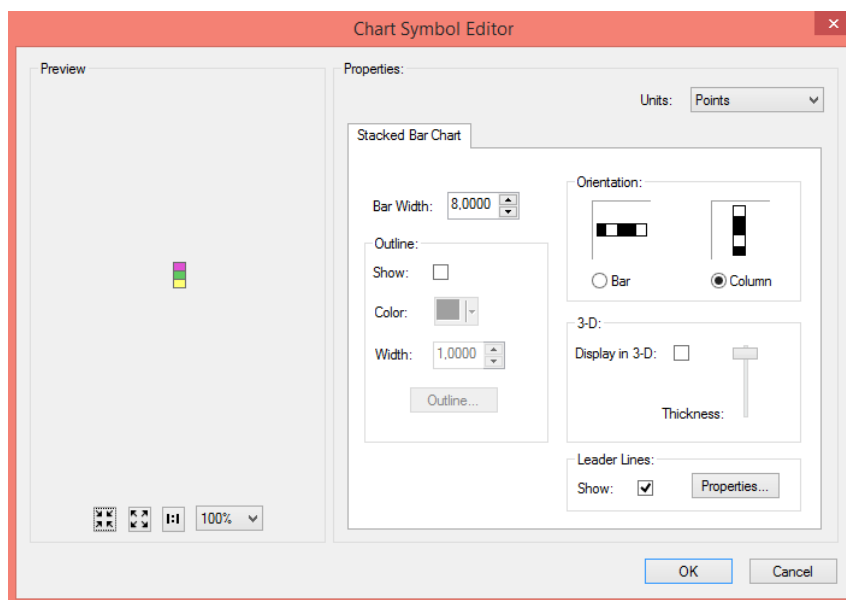 Chart Symbol Editor
Preview
Properties:
Units: Points
Stacked Bar Chart
Bar Width: 8,0000
Orientation:
Bar
Column
Outline:
Show:
Color:
Width: 1,0000
Outline...
3-D:
Display in 3-D:
Thickness:
Leader Lines:
Show:
Properties...
1:1
100%
OK
Cancel